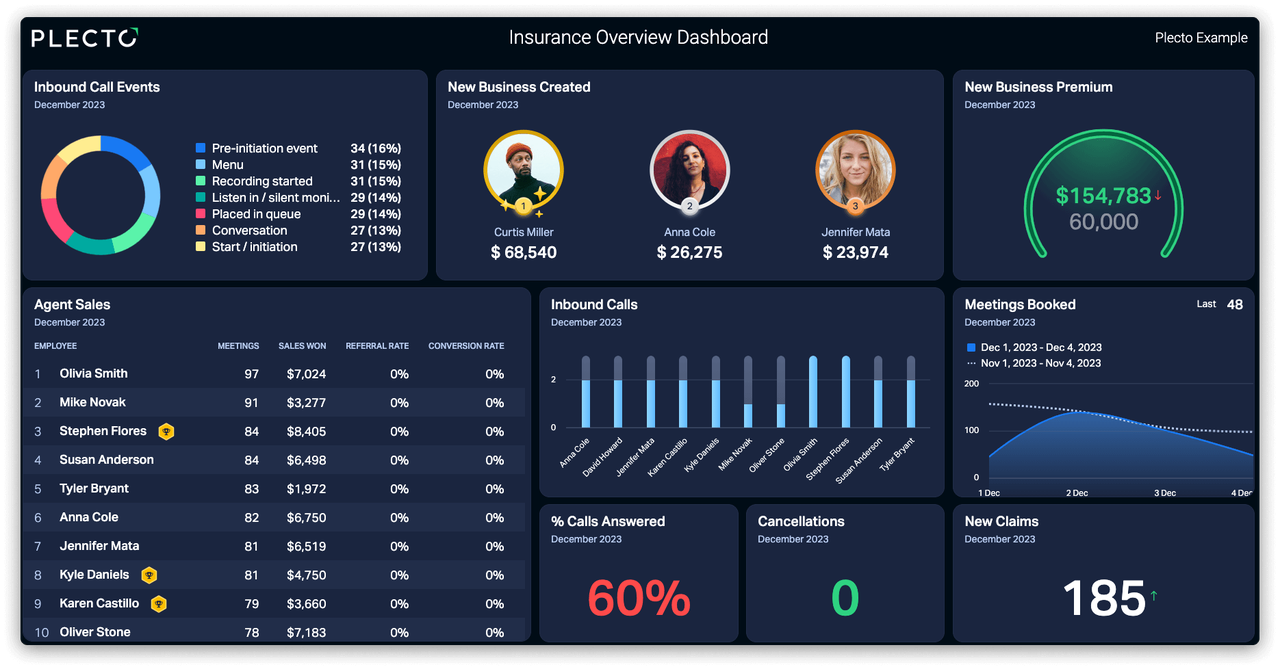 PLECTO
Insurance Overview Dashboard
Plecto Example
Inbound Call Events
December 2023
Pre-initiation event 34 (16%)
Menu 31 (15%)
Recording started 31 (15%)
Listen in / silent moni... 29 (14%)
Placed in queue 29 (14%)
Conversation 27 (13%)
Start / initiation 27 (13%)
New Business Created
December 2023
1 2 3
Curtis Miller Anna Cole Jennifer Mata
$ 68,540 $ 26,275 $ 23,974
New Business Premium
December 2023
$154,783↓
60,000
Agent Sales
December 2023
EMPLOYEE MEETINGS SALES WON REFERRAL RATE CONVERSION RATE
1 Olivia Smith 97 $7,024 0% 0%
2 Mike Novak 91 $3,277 0% 0%
3 Stephen Flores 84 $8,405 0% 0%
4 Susan Anderson 84 $6,498 0% 0%
5 Tyler Bryant 83 $1,972 0% 0%
6 Anna Cole 82 $6,750 0% 0%
7 Jennifer Mata 81 $6,519 0% 0%
8 Kyle Daniels 81 $4,750 0% 0%
9 Karen Castillo 79 $3,660 0% 0%
10 Oliver Stone 78 $7,183 0% 0%
Inbound Calls
December 2023
2
0
Anna Cole David Howard Jennifer Mata Karen Castillo Kyle Daniels Mike Novak Oliver Stone Olivia Smith Stephen Flores Susan Anderson Tyler Bryant
Meetings Booked Last 48
December 2023
Dec 1, 2023 - Dec 4, 2023
Nov 1, 2023 - Nov 4, 2023
200
100
0
1 Dec 2 Dec 3 Dec 4 Dec
% Calls Answered
December 2023
60%
Cancellations
December 2023
0
New Claims
December 2023
185↑